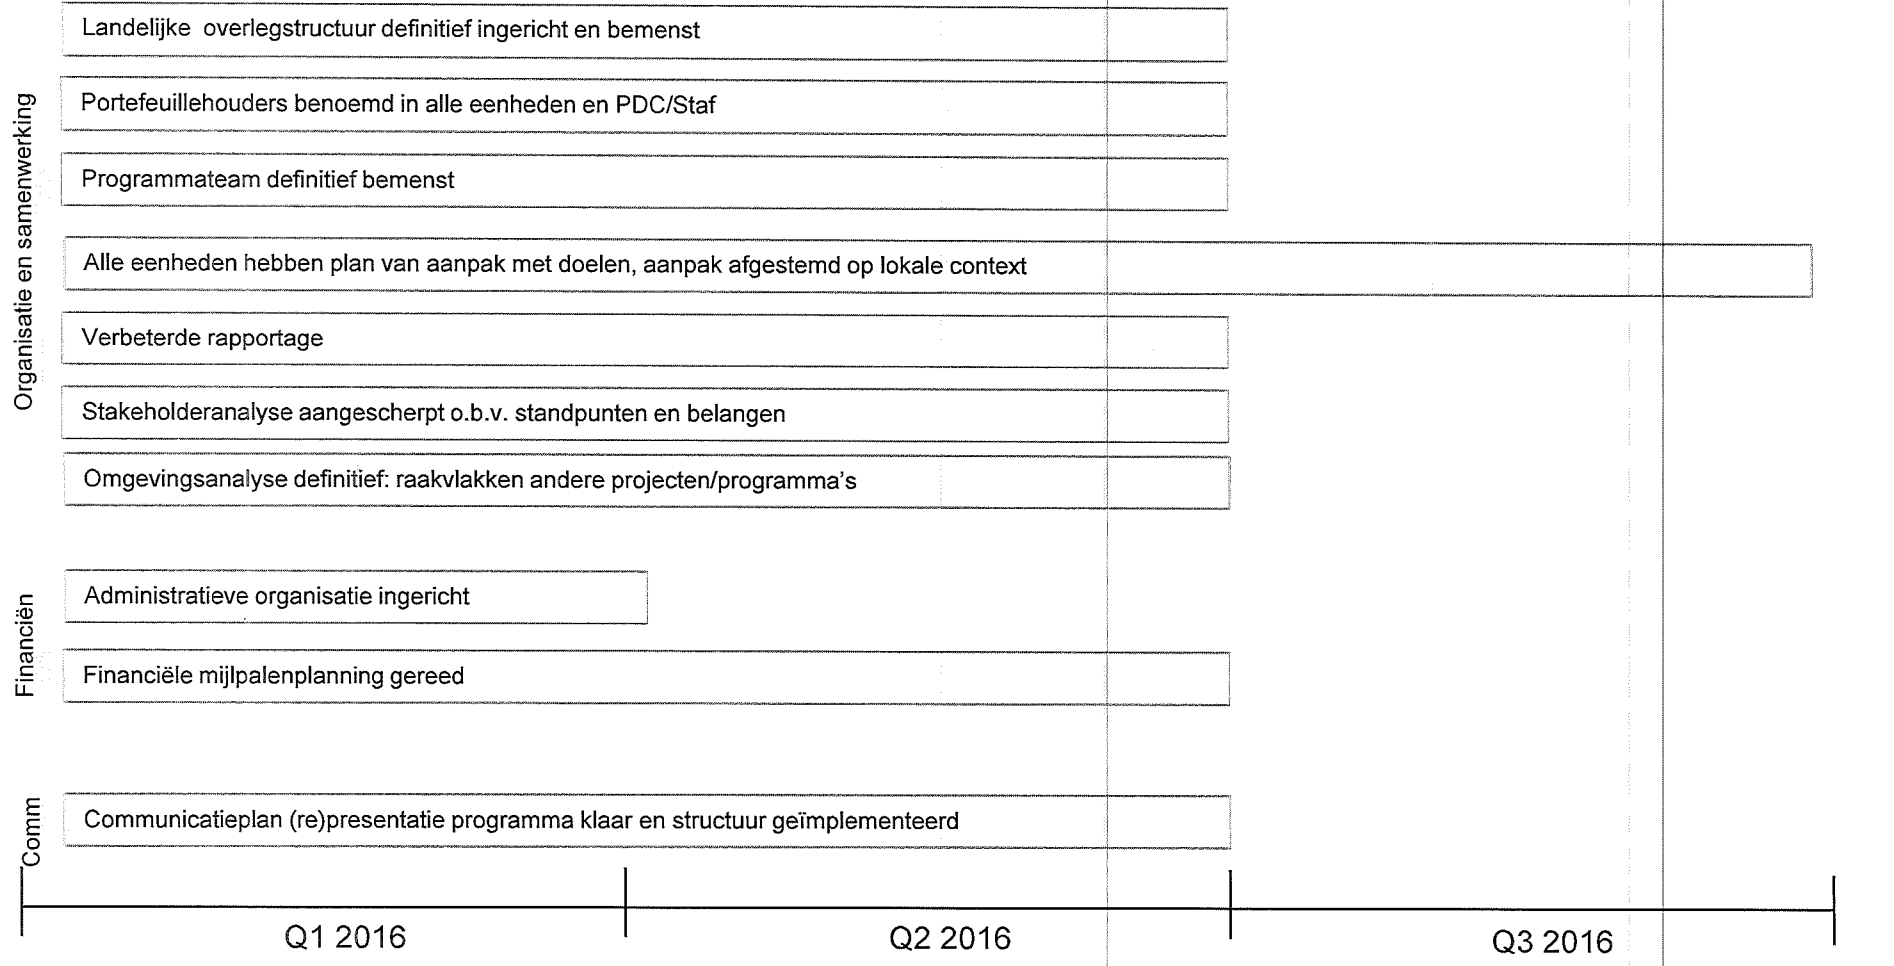 Organisatie en samenwerking
Landelijke overlegstructuur definitief ingericht en bemenst
Portefeuillehouders benoemd in alle eenheden en PDC/Staf
Programmateam definitief bemenst
Alle eenheden hebben plan van aanpak met doelen, aanpak afgestemd op lokale context
Verbeterde rapportage
Stakeholderanalyse aangescherpt o.b.v. standpunten en belangen
Omgevingsanalyse definitief: raakvlakken andere projecten/programma's
Financiën
Administratieve organisatie ingericht
Financiële mijlpalenplanning gereed
Comm
Communicatieplan (re)presentatie programma klaar en structuur geïmplementeerd
Q1 2016
Q2 2016
Q3 2016